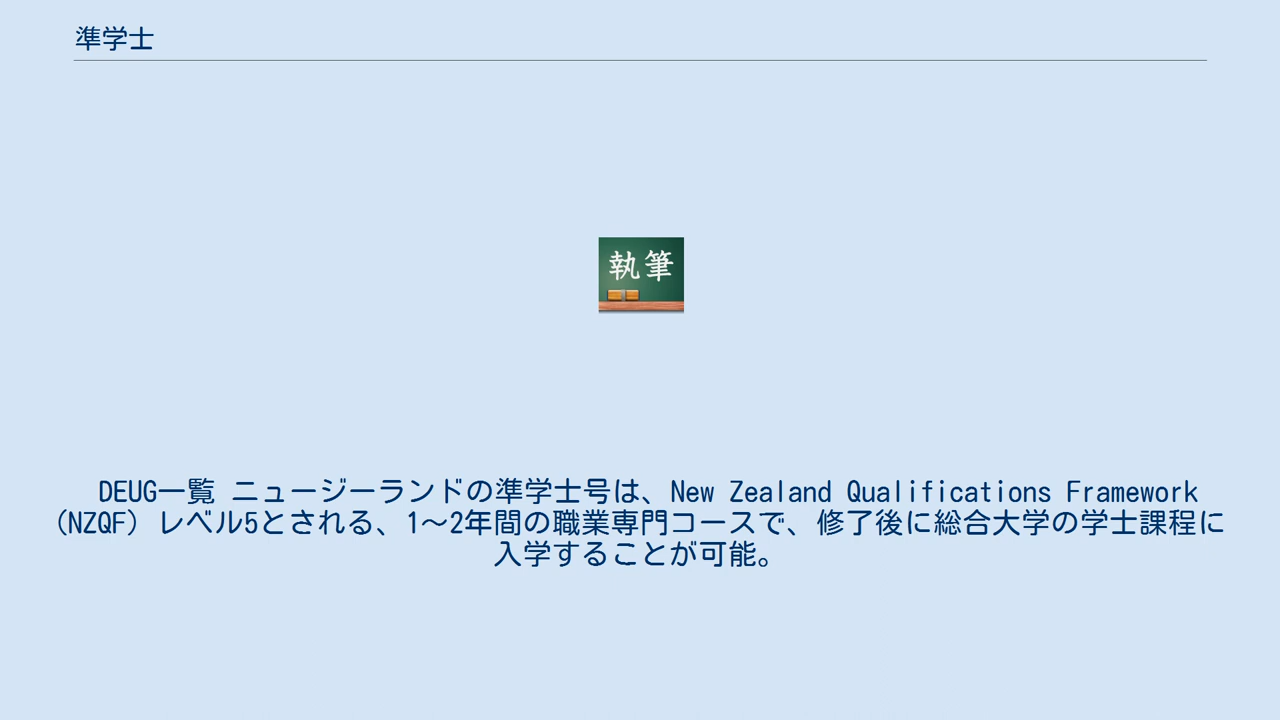 準学士
執筆
DEUG一覧 ニュージーランドの準学士号は、New Zealand Qualifications Framework
（NZQF）レベル5とされる、1～2年間の職業専門コースで、修了後に総合大学の学士課程に
入学することが可能。